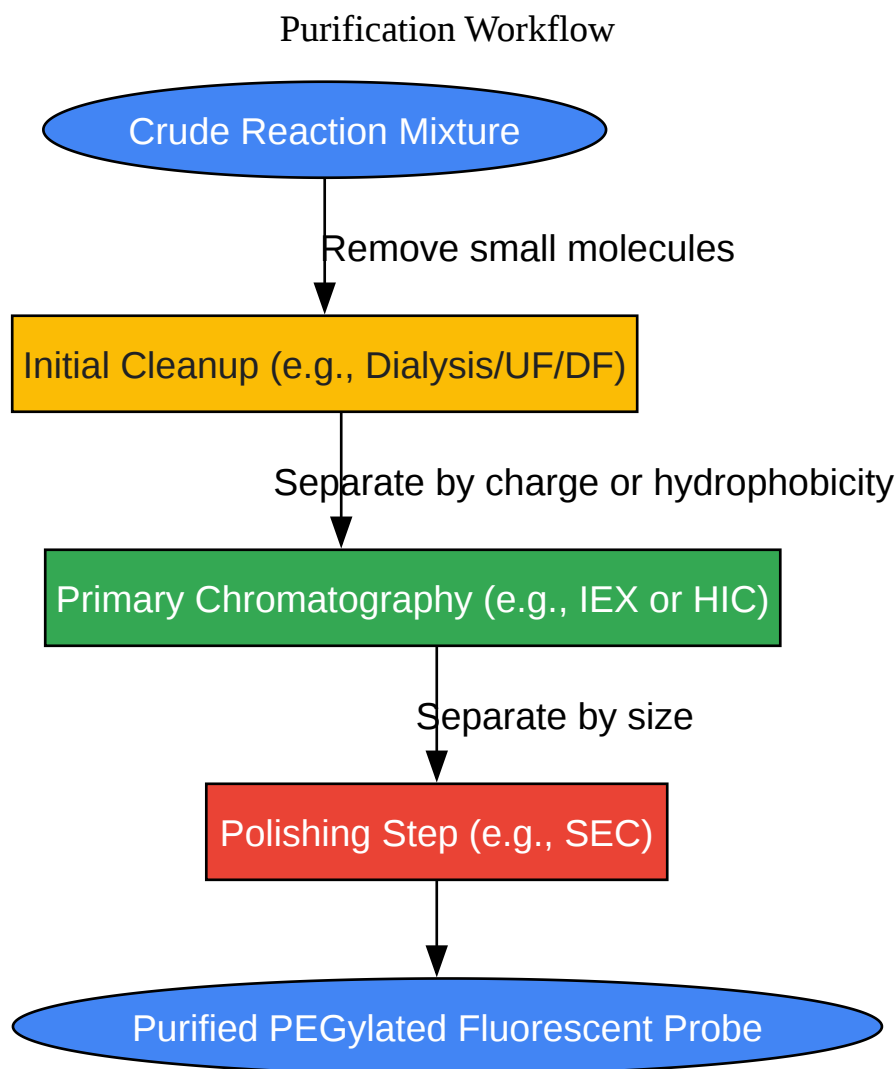 Purification Workflow
Crude Reaction Mixture
Remove small molecules
Initial Cleanup (e.g., Dialysis/UF/DF)
Separate by charge or hydrophobicity
Primary Chromatography (e.g., IEX or HIC)
Separate by size
Polishing Step (e.g., SEC)
Purified PEGylated Fluorescent Probe